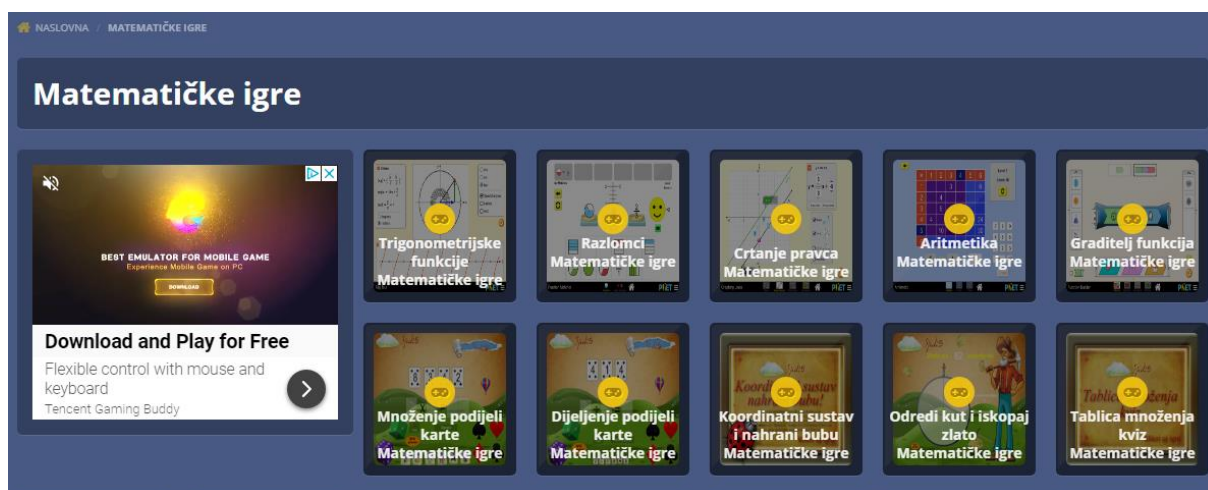 NASLOVNA / MATEMATIČKE IGRE
Matematičke igre
BEST EMULATOR FOR MOBILE GAME
Experience Mobile Game on PC
DOWNLOAD
Download and Play for Free
Flexible control with mouse and
keyboard
Tencent Gaming Buddy
Trigonometrijske
funkcije
Matematičke igre
Razlomci
Matematičke igre
Crtanje pravca
Matematičke igre
Aritmetika
Matematičke igre
Graditelj funkcija
Matematičke igre
Množenje podijeli
karte
Matematičke igre
Dijeljenje podijeli
karte
Matematičke igre
Koordinatni sustav
i nahrani bubu
Matematičke igre
Odredi kut i iskopaj
zlato
Matematičke igre
Tablica množenja
kviz
Matematičke igre